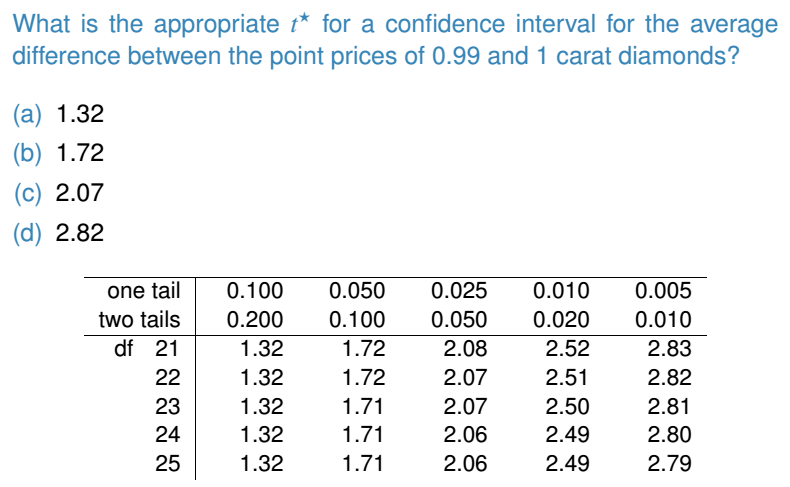 What is the appropriate t★ for a confidence interval for the average
difference between the point prices of 0.99 and 1 carat diamonds?
(a) 1.32
(b) 1.72
(c) 2.07
(d) 2.82
one tail 0.100 0.050 0.025 0.010 0.005
two tails 0.200 0.100 0.050 0.020 0.010
df 21 1.32 1.72 2.08 2.52 2.83
22 1.32 1.72 2.07 2.51 2.82
23 1.32 1.71 2.07 2.50 2.81
24 1.32 1.71 2.06 2.49 2.80
25 1.32 1.71 2.06 2.49 2.79